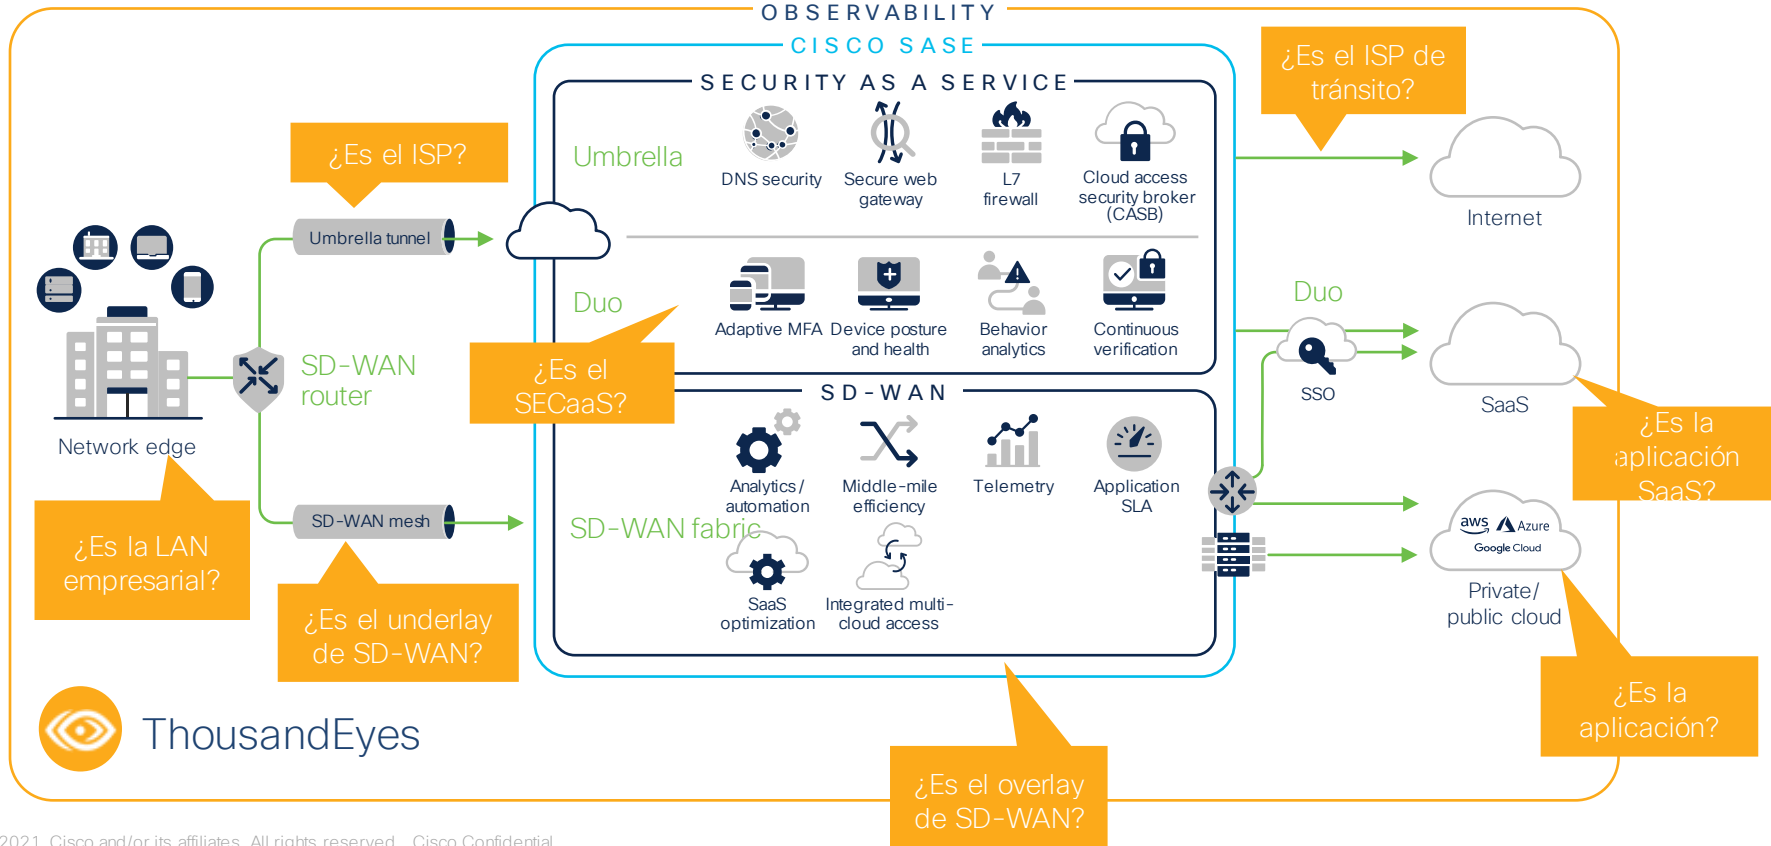 OBSERVABILITY
CISCO SASE
SECURITY AS A SERVICE
¿Es el ISP de
tránsito?
¿Es el ISP?
Umbrella
DNS security
Secure web
gateway
L7
firewall
Cloud access
security broker
(CASB)
Internet
Umbrella tunnel
Duo
Adaptive MFA
Device posture
and health
Behavior
analytics
Continuous
verification
Duo
SSO
SaaS
SD-WAN
router
¿Es el
SECaaS?
Network edge
SD-WAN
Analytics/
automation
Middle-mile
efficiency
Telemetry
Application
SLA
¿Es la
aplicación
SaaS?
SD-WAN mesh
SD-WAN fabric
SaaS
optimization
Integrated multi-
cloud access
aws
Azure
Google Cloud
Private/
public cloud
¿Es la LAN
empresarial?
¿Es el underlay
de SD-WAN?
¿Es la
aplicación?
ThousandEyes
¿Es el overlay
de SD-WAN?
2021 Cisco and/or its affiliates. All rights reserved. Cisco Confidential